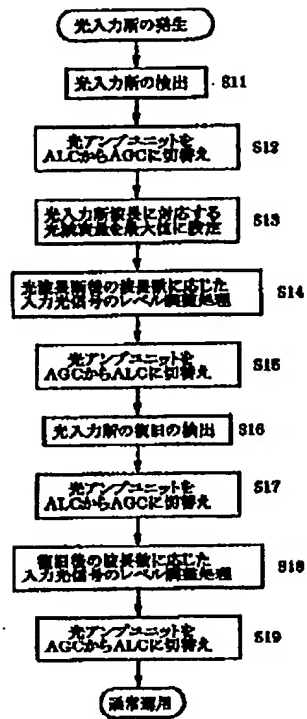 光入力断の発生
光入力断の検出
S11
光アンプユニットを
ALCからAGCに切替え
S12
光入力断波長に対応する
光減衰量を最大値に設定
S13
光波長断後の波長数に応じた
入力光信号のレベル調整処理
S14
光アンプユニットを
AGCからALCに切替え
S15
光入力断の復旧の検出
S16
光アンプユニットを
ALCからAGCに切替え
S17
復旧後の波長数に応じた
入力光信号のレベル調整処理
S18
光アンプユニットを
AGCからALCに切替え
S19
通常運用